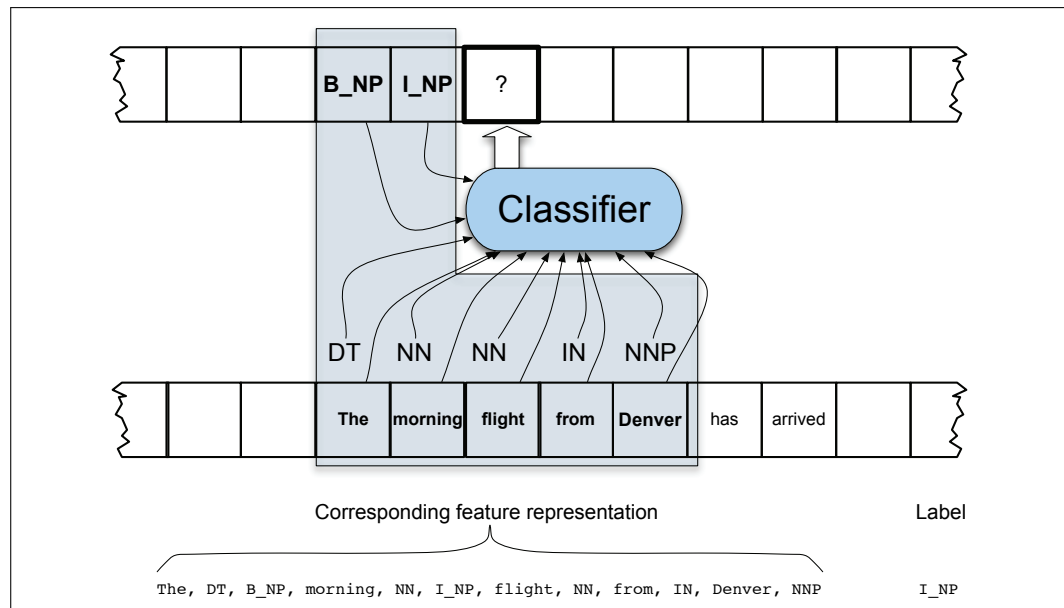 B_NP I_NP ?
Classifier
DT NN NN IN NNP
The morning flight from Denver has arrived
Corresponding feature representation Label
The, DT, B_NP, morning, NN, I_NP, flight, NN, from, IN, Denver, NNP I_NP